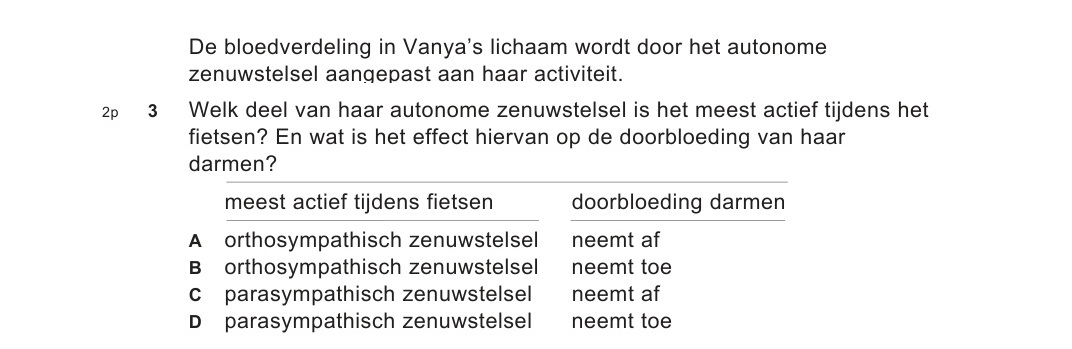 De bloedverdeling in Vanya's lichaam wordt door het autonome
zenuwstelsel aangepast aan haar activiteit.
2p 3 Welk deel van haar autonome zenuwstelsel is het meest actief tijdens het
fietsen? En wat is het effect hiervan op de doorbloeding van haar
darmen?
meest actief tijdens fietsen doorbloeding darmen
A orthosympathisch zenuwstelsel neemt af
B orthosympathisch zenuwstelsel neemt toe
C parasympathisch zenuwstelsel neemt af
D parasympathisch zenuwstelsel neemt toe